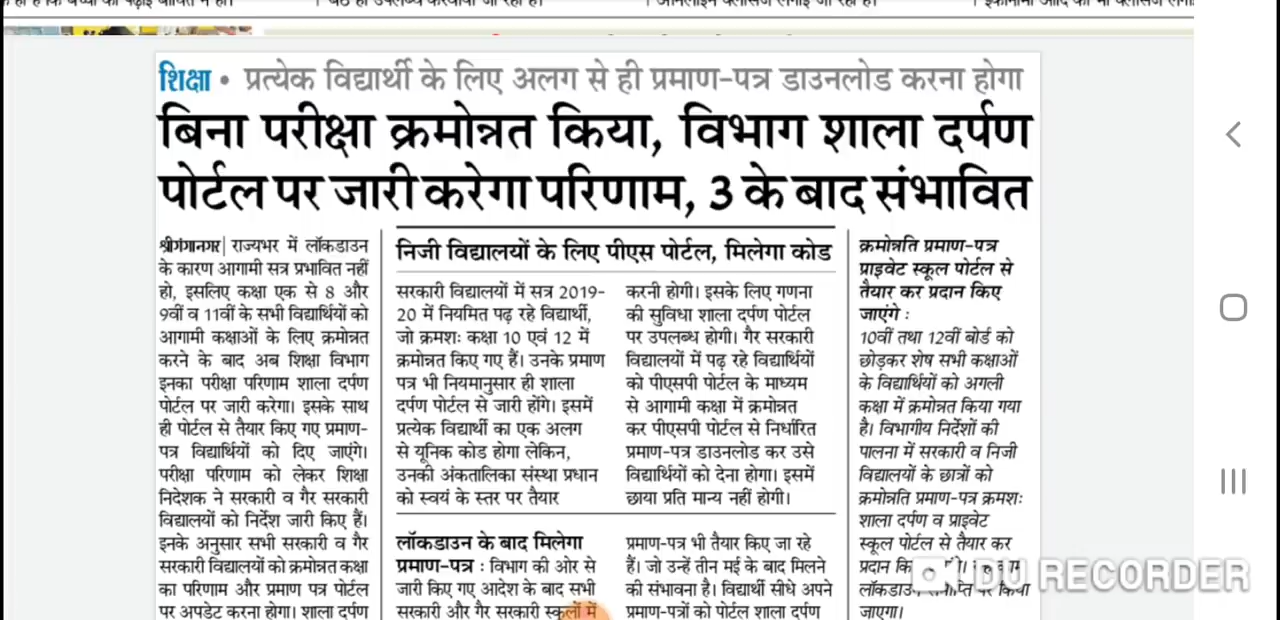 शिक्षा • प्रत्येक विद्यार्थी के लिए अलग से ही प्रमाण-पत्र डाउनलोड करना होगा
बिना परीक्षा क्रमोन्नत किया, विभाग शाला दर्पण
पोर्टल पर जारी करेगा परिणाम, 3 के बाद संभावित
श्रीगंगानगर| राज्यभर में लॉकडाउन
के कारण आगामी सत्र प्रभावित नहीं
हो, इसलिए कक्षा एक से 8 और
9वीं व 11वीं के सभी विद्यार्थियों को
आगामी कक्षाओं के लिए क्रमोन्नत
करने के बाद अब शिक्षा विभाग
इनका परीक्षा परिणाम शाला दर्पण
पोर्टल पर जारी करेगा। इसके साथ
ही पोर्टल से तैयार किए गए प्रमाण-
पत्र विद्यार्थियों को दिए जाएंगे।
परीक्षा परिणाम को लेकर शिक्षा
निदेशक ने सरकारी व गैर सरकारी
विद्यालयों को निर्देश जारी किए हैं।
इनके अनुसार सभी सरकारी व गैर
सरकारी विद्यालयों को क्रमोन्नत कक्षा
का परिणाम और प्रमाण पत्र पोर्टल
पर अपडेट करना होगा। शाला दर्पण
निजी विद्यालयों के लिए पीएस पोर्टल, मिलेगा कोड
सरकारी विद्यालयों में सत्र 2019-
20 में नियमित पढ़ रहे विद्यार्थी,
जो क्रमशः कक्षा 10 एवं 12 में
क्रमोन्नत किए गए हैं। उनके प्रमाण
पत्र भी नियमानुसार ही शाला
दर्पण पोर्टल से जारी होंगे। इसमें
प्रत्येक विद्यार्थी का एक अलग
से यूनिक कोड होगा लेकिन,
उनकी अंकतालिका संस्था प्रधान
को स्वयं के स्तर पर तैयार
करनी होगी। इसके लिए गणना
की सुविधा शाला दर्पण पोर्टल
पर उपलब्ध होगी। गैर सरकारी
विद्यालयों में पढ़ रहे विद्यार्थियों
को पीएसपी पोर्टल के माध्यम
से आगामी कक्षा में क्रमोन्नत
कर पीएसपी पोर्टल से निर्धारित
प्रमाण-पत्र डाउनलोड कर उसे
विद्यार्थियों को देना होगा। इसमें
छाया प्रति मान्य नहीं होगी।
लॉकडाउन के बाद मिलेगा
प्रमाण-पत्र : विभाग की ओर से
जारी किए गए आदेश के बाद सभी
सरकारी और गैर सरकारी स्कूलों में
प्रमाण-पत्र भी तैयार किए जा रहे
हैं। जो उन्हें तीन मई के बाद मिलने
की संभावना है। विद्यार्थी सीधे अपने
प्रमाण-पत्रों को पोर्टल शाला दर्पण
क्रमोन्नति प्रमाण-पत्र
प्राइवेट स्कूल पोर्टल से
तैयार कर प्रदान किए
जाएंगे :
10वीं तथा 12वीं बोर्ड को
छोड़कर शेष सभी कक्षाओं
के विद्यार्थियों को अगली
कक्षा में क्रमोन्नत किया गया
है। विभागीय निर्देशों की
पालना में सरकारी व निजी
विद्यालयों के छात्रों को
क्रमोन्नति प्रमाण-पत्र क्रमशः
शाला दर्पण व प्राइवेट
स्कूल पोर्टल से तैयार कर
प्रदान
पर किया
जाएगा।
DU RECORDER